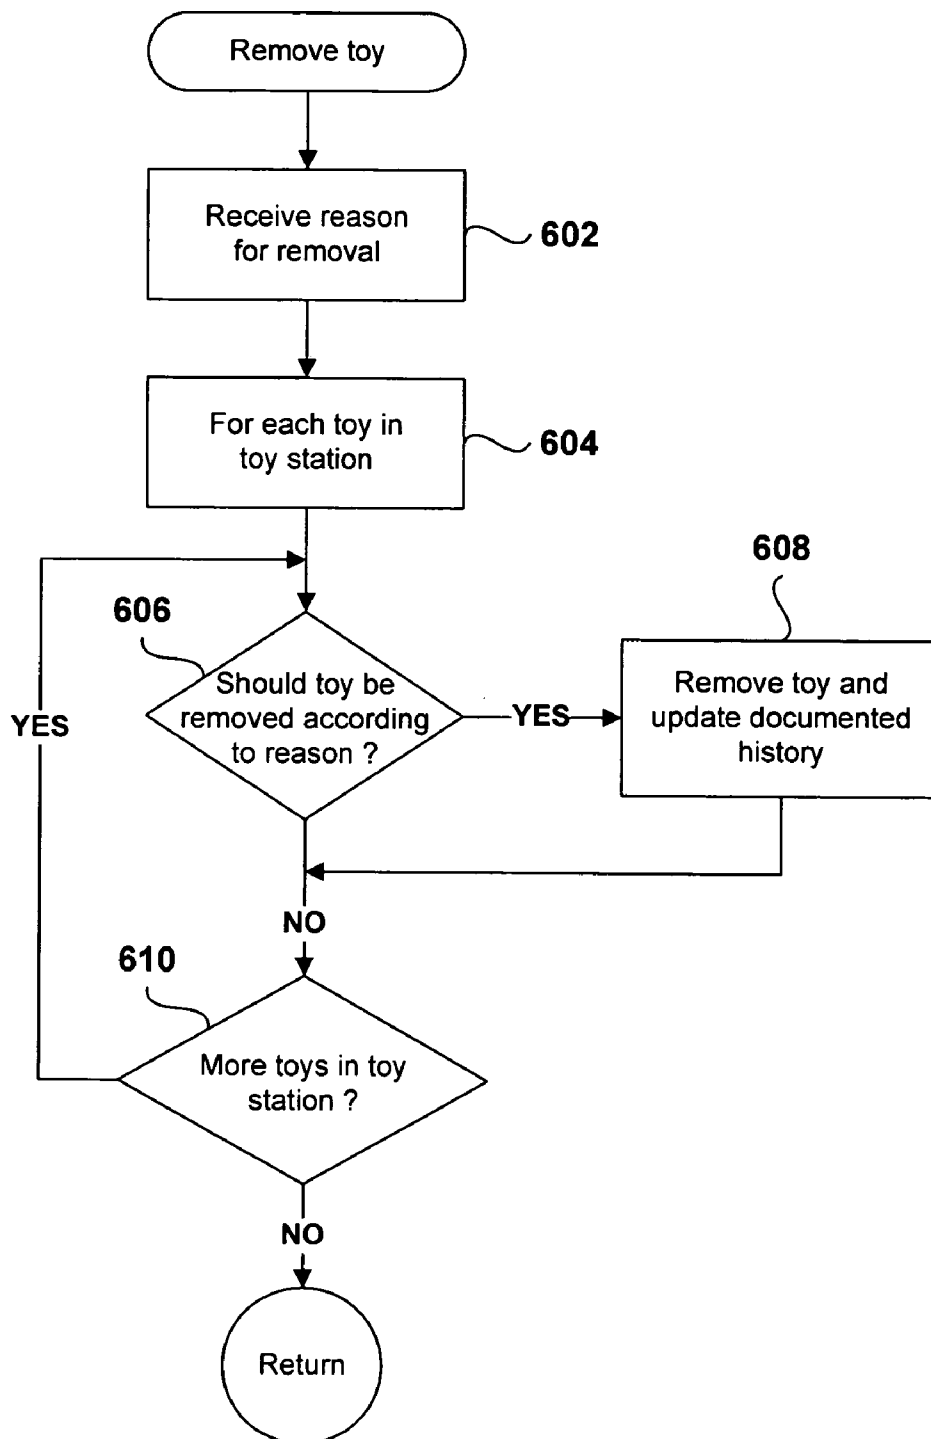 Remove toy
Receive reason
for removal
602
For each toy in
toy station
604
608
606
Should toy be
removed according
to reason ?
YES
Remove toy and
update documented
history
YES
NO
610
More toys in toy
station ?
NO
Return